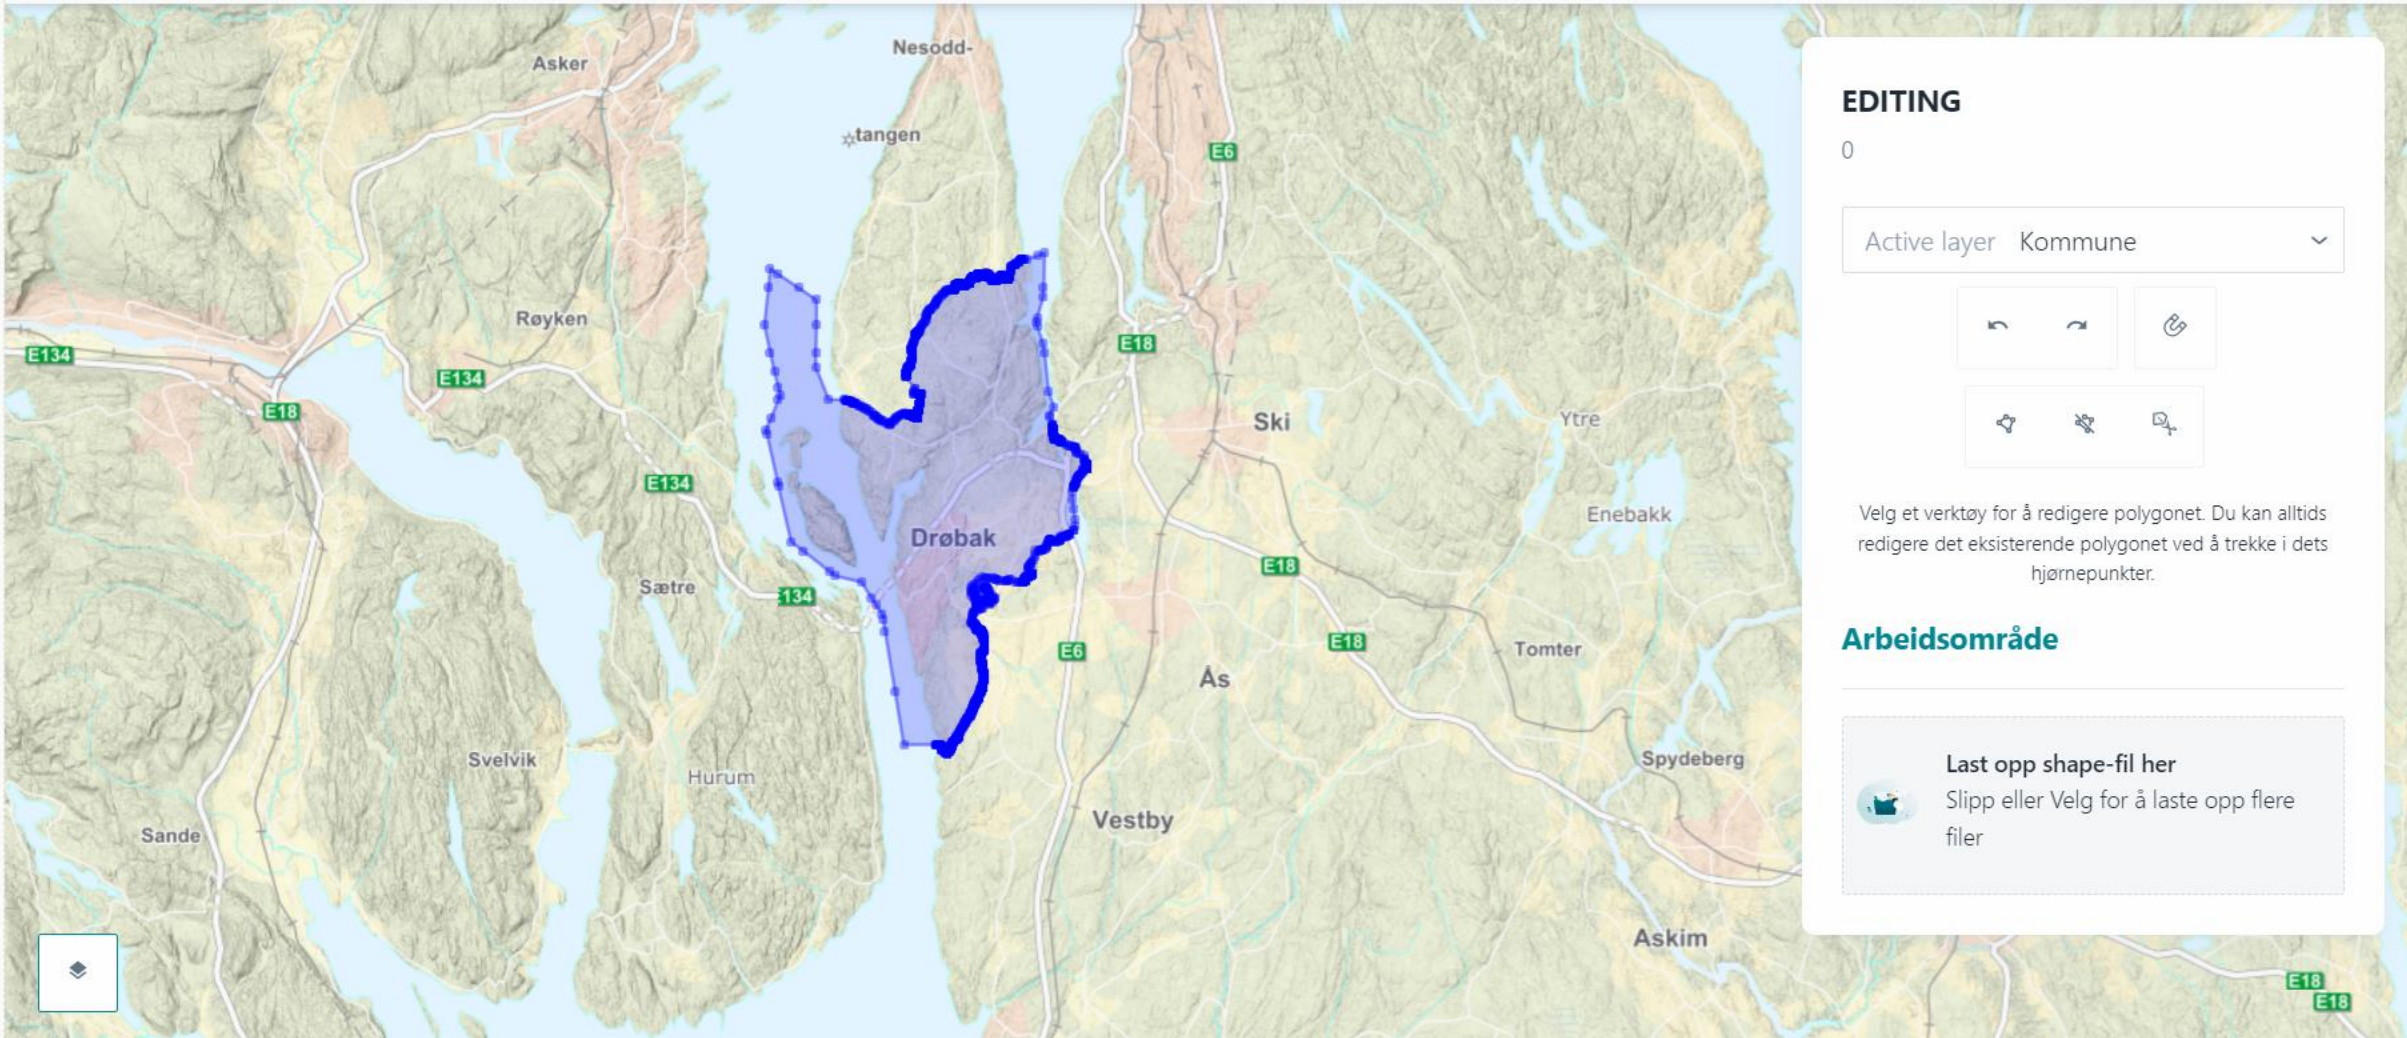 Nesodd-
Asker
tangen
E6
Røyken
E134
E18
E134
E18
Ski
Ytre
E134
Enebakk
Drøbak
E18
Sætre
E134
E18
E6
Tomter
Ås
Svelvik
Spydeberg
Hurum
Vestby
Sande
Askim
E18
E18
EDITING
0
Active layer Kommune
Velg et verktøy for å redigere polygonet. Du kan alltids
redigere det eksisterende polygonet ved å trekke i dets
hjørnepunkter.
Arbeidsområde
Last opp shape-fil her
Slipp eller Velg for å laste opp flere
filer